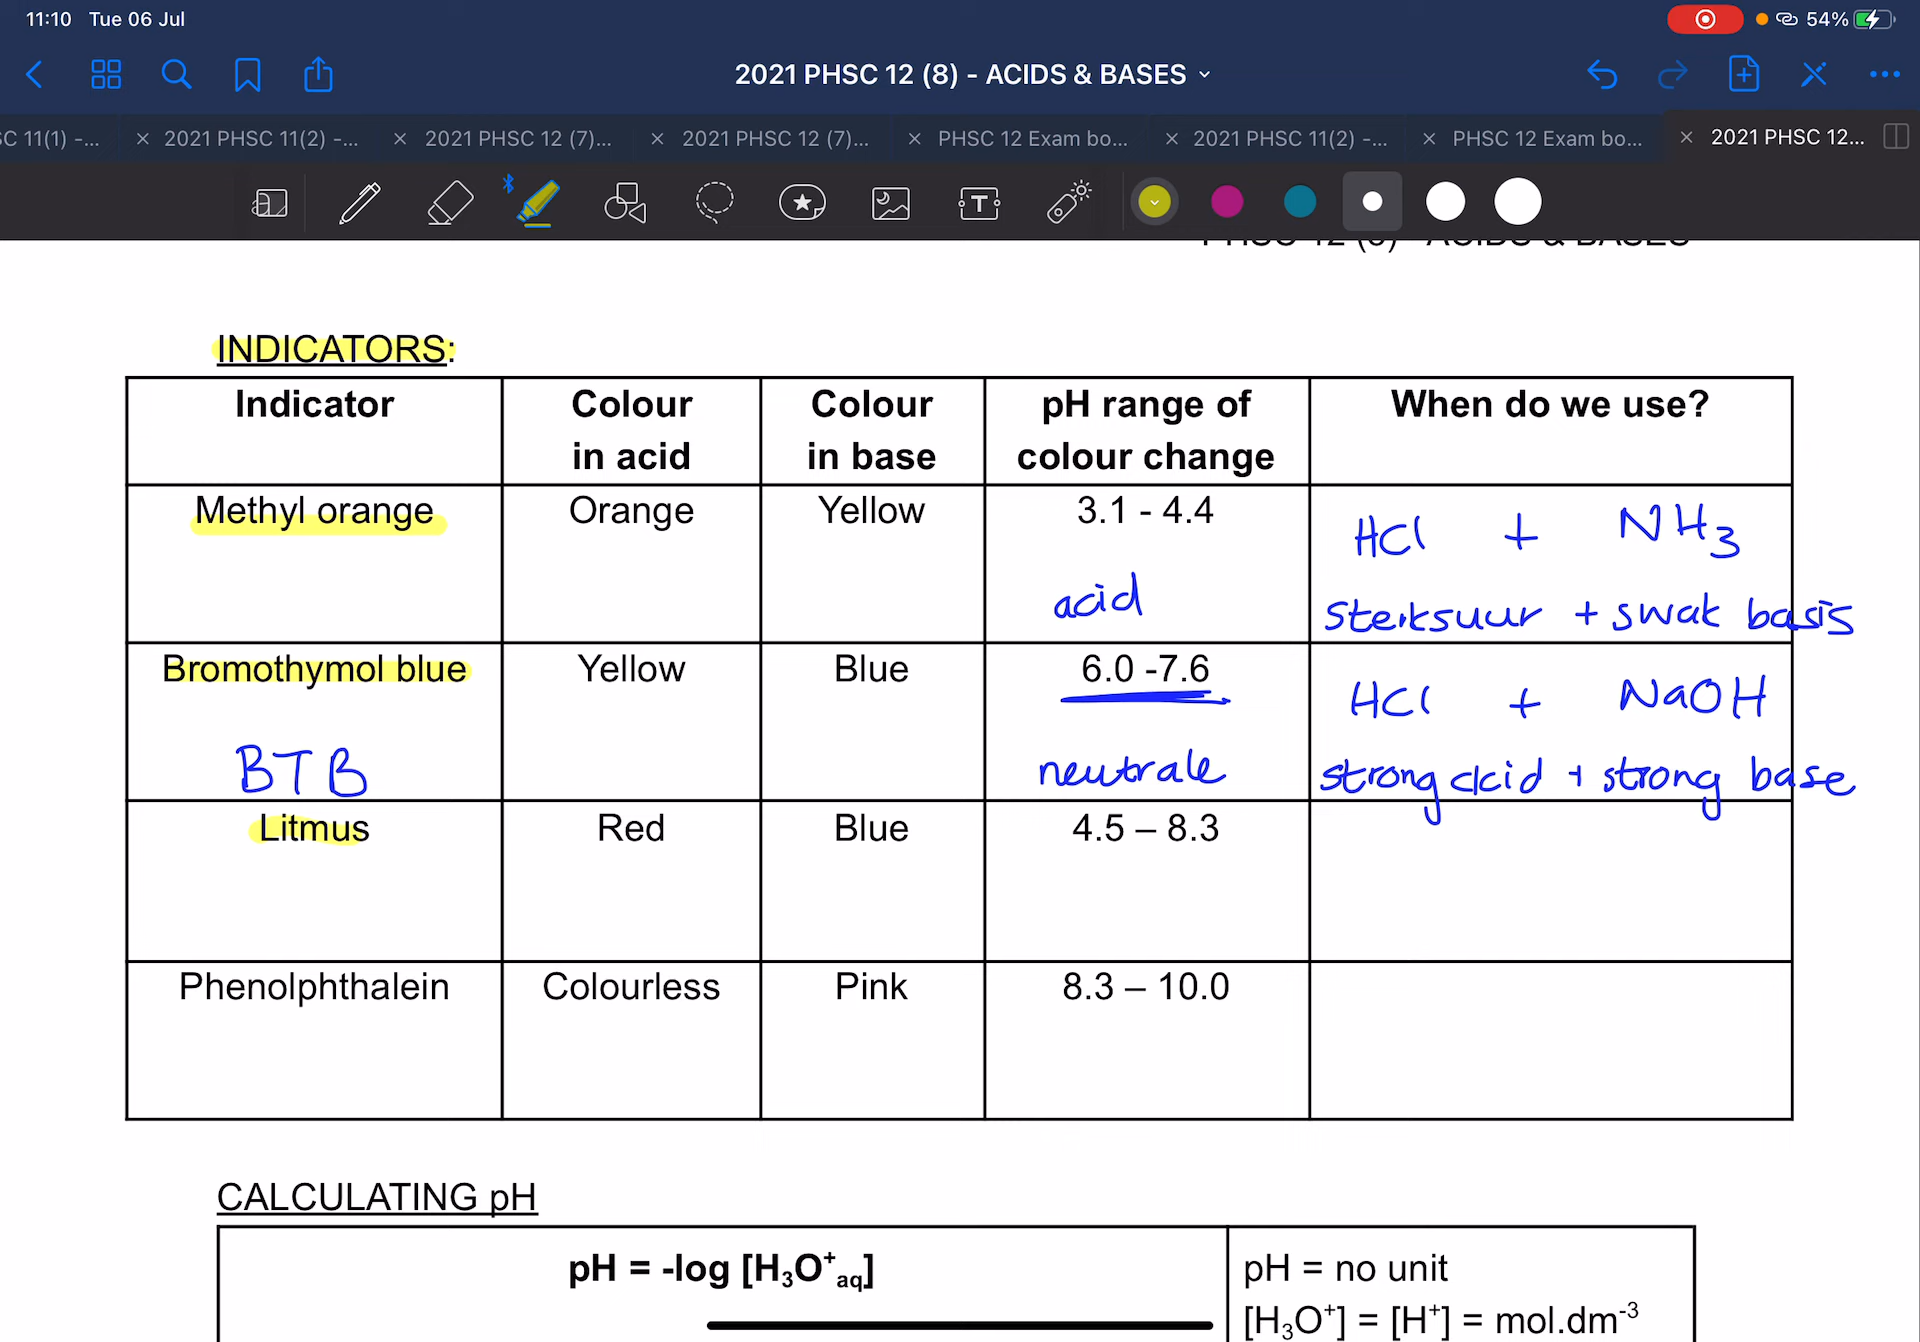 11:10 Tue 06 Jul 54%
2021 PHSC 12 (8) - ACIDS & BASES
SC 11(1) -... 2021 PHSC 11(2) -... 2021 PHSC 12 (7)... 2021 PHSC 12 (7)... PHSC 12 Exam bo... 2021 PHSC 11(2) -... PHSC 12 Exam bo... 2021 PHSC 12...
PHSC 12 (8) - ACIDS & BASES
INDICATORS:
Indicator Colour in acid Colour in base pH range of colour change When do we use?
Methyl orange Orange Yellow 3.1 - 4.4 HCl + NH3
acid sterksuur + swak basis
Bromothymol blue Yellow Blue 6.0 -7.6 HCl + NaOH
BTB neutrale strong acid + strong base
Litmus Red Blue 4.5 – 8.3
Phenolphthalein Colourless Pink 8.3 – 10.0
CALCULATING pH
pH = -log [H₃O⁺aq] pH = no unit
[H₃O⁺] = [H⁺] = mol.dm⁻³